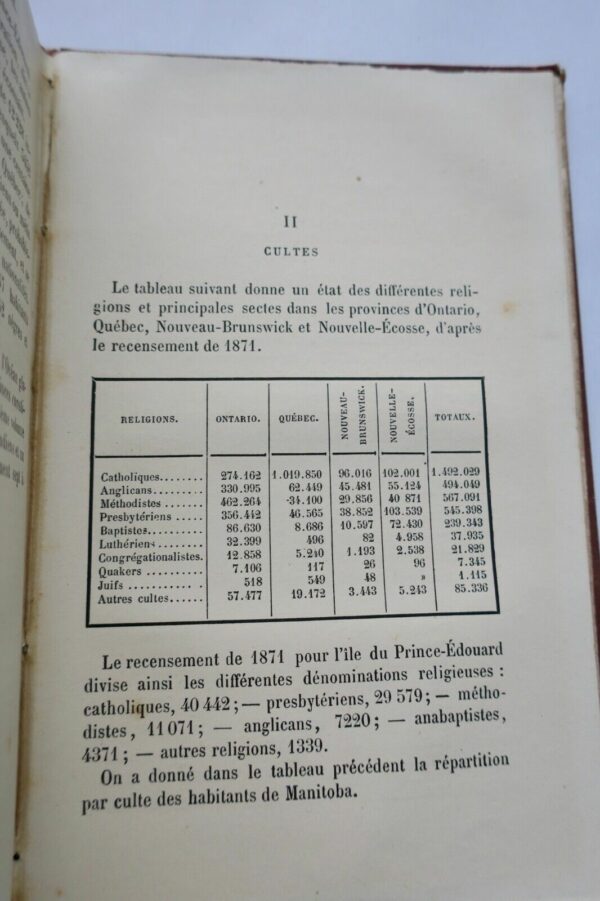 II
CULTES
Le tableau suivant donne un état des différentes reli-
gions et principales sectes dans les provinces d'Ontario,
Québec, Nouveau-Brunswick et Nouvelle-Écosse, d'après
le recensement de 1871.
RELIGIONS. ONTARIO. QUÉBEC. NOUVEAU-BRUNSWICK. NOUVELLE-ÉCOSSE. TOTAUX.
Catholiques........ 274.162 1.019.850 96.016 102.001 1.492.029
Anglicans......... 330.995 62.449 45.481 55.124 494.049
Méthodistes ...... 462.264 34.100 29.856 40 871 567.091
Presbytériens ..... 356.442 46.565 38.852 103.539 545.398
Baptistes......... 86.630 8.686 10.597 72.430 239.343
Luthériens ....... 32.399 496 82 4.958 37.935
Congrégationalistes. 12.858 5.240 1.193 2.538 21.829
Quakers ......... 7.106 117 26 96 7.345
Juifs ............ 518 549 48 » 1.115
Autres cultes...... 57.477 19.172 3.443 5.243 85.336
Le recensement de 1871 pour l'île du Prince-Édouard
divise ainsi les différentes dénominations religieuses :
catholiques, 40 442 ; — presbytériens, 29 579 ; — métho-
distes, 11 071 ; — anglicans, 7220 ; — anabaptistes,
4371 ; — autres religions, 1339.
On a donné dans le tableau précédent la répartition
par culte des habitants de Manitoba.